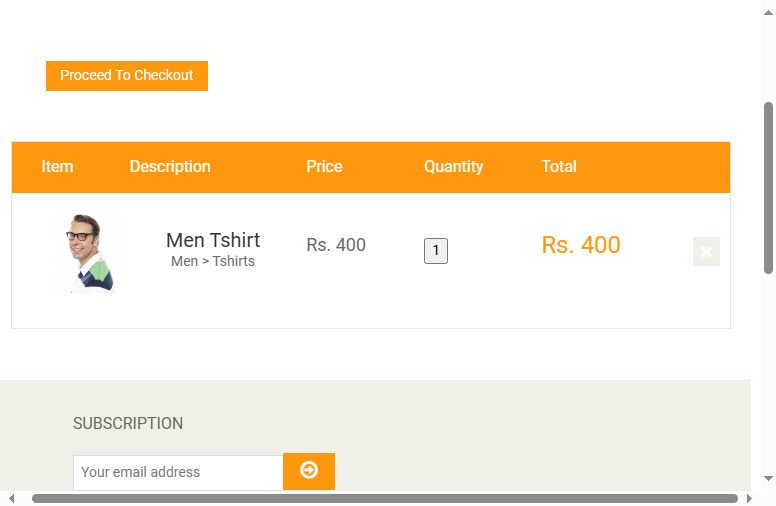 Proceed To Checkout
Item Description Price Quantity Total
Men Tshirt
Men > Tshirts
Rs. 400
1
Rs. 400
SUBSCRIPTION
Your email address